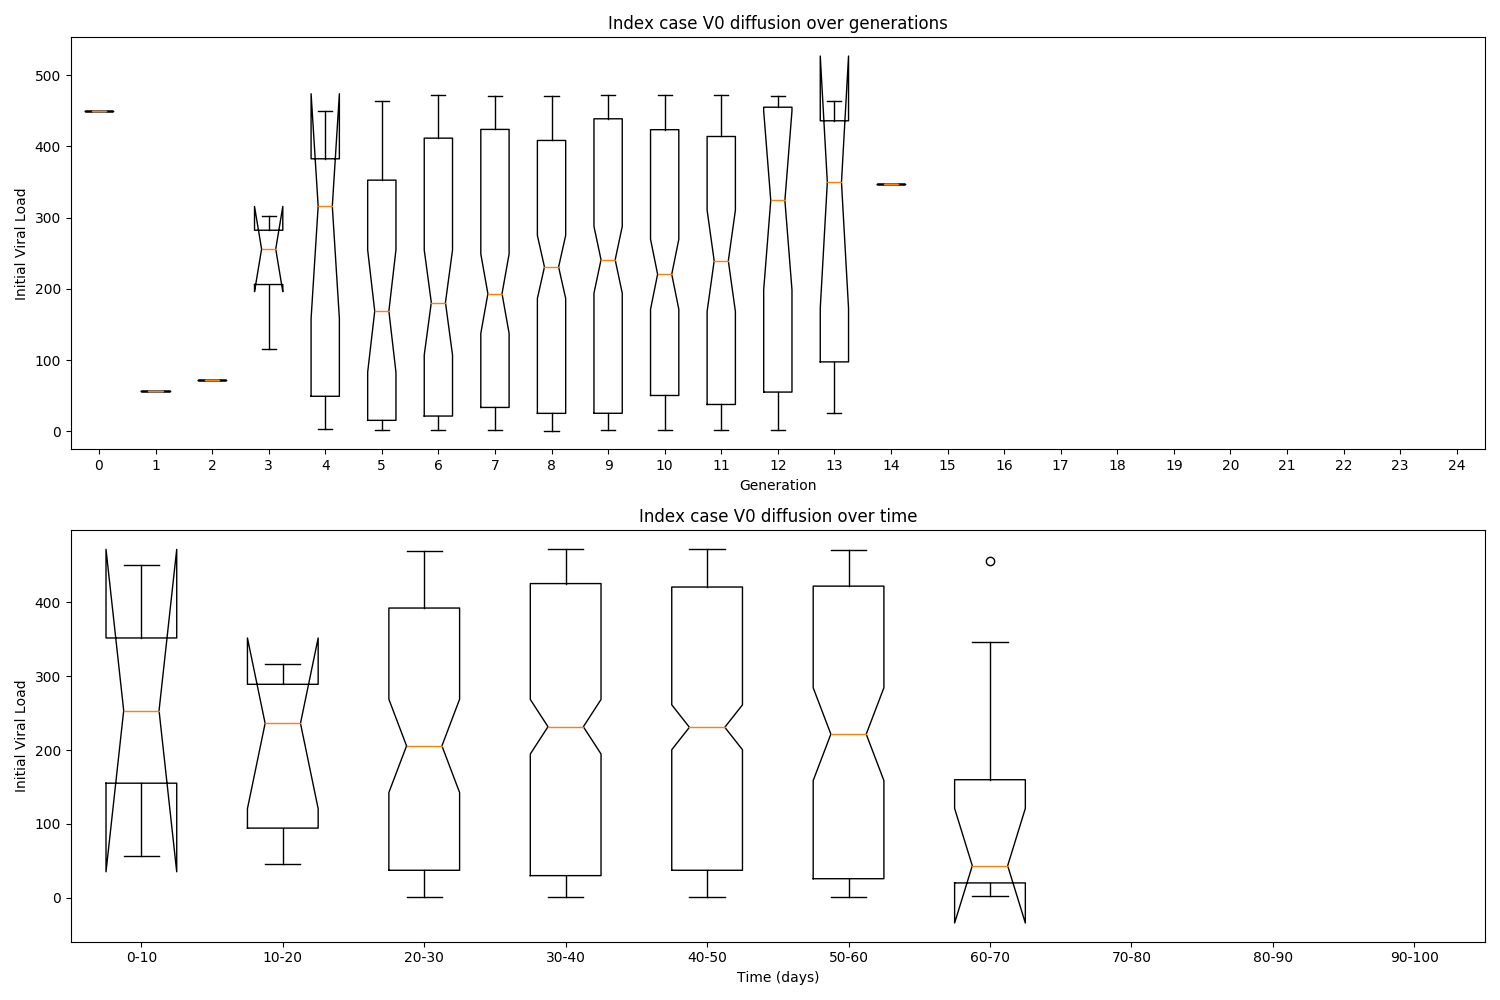 Index case V0 diffusion over generations
Initial Viral Load
500
400
300
200
100
0
0 1 2 3 4 5 6 7 8 9 10 11 12 13 14 15 16 17 18 19 20 21 22 23 24
Generation
Index case V0 diffusion over time
Initial Viral Load
400
300
200
100
0
0-10 10-20 20-30 30-40 40-50 50-60 60-70 70-80 80-90 90-100
Time (days)